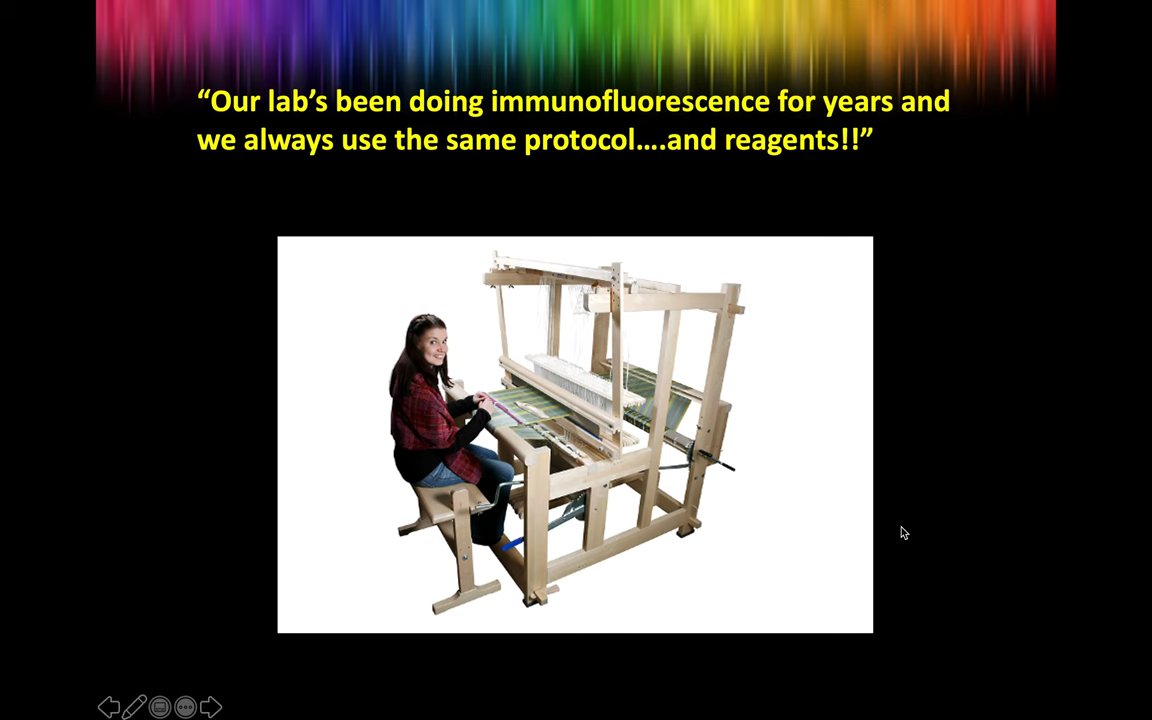 “Our lab’s been doing immunofluorescence for years and
we always use the same protocol….and reagents!!”